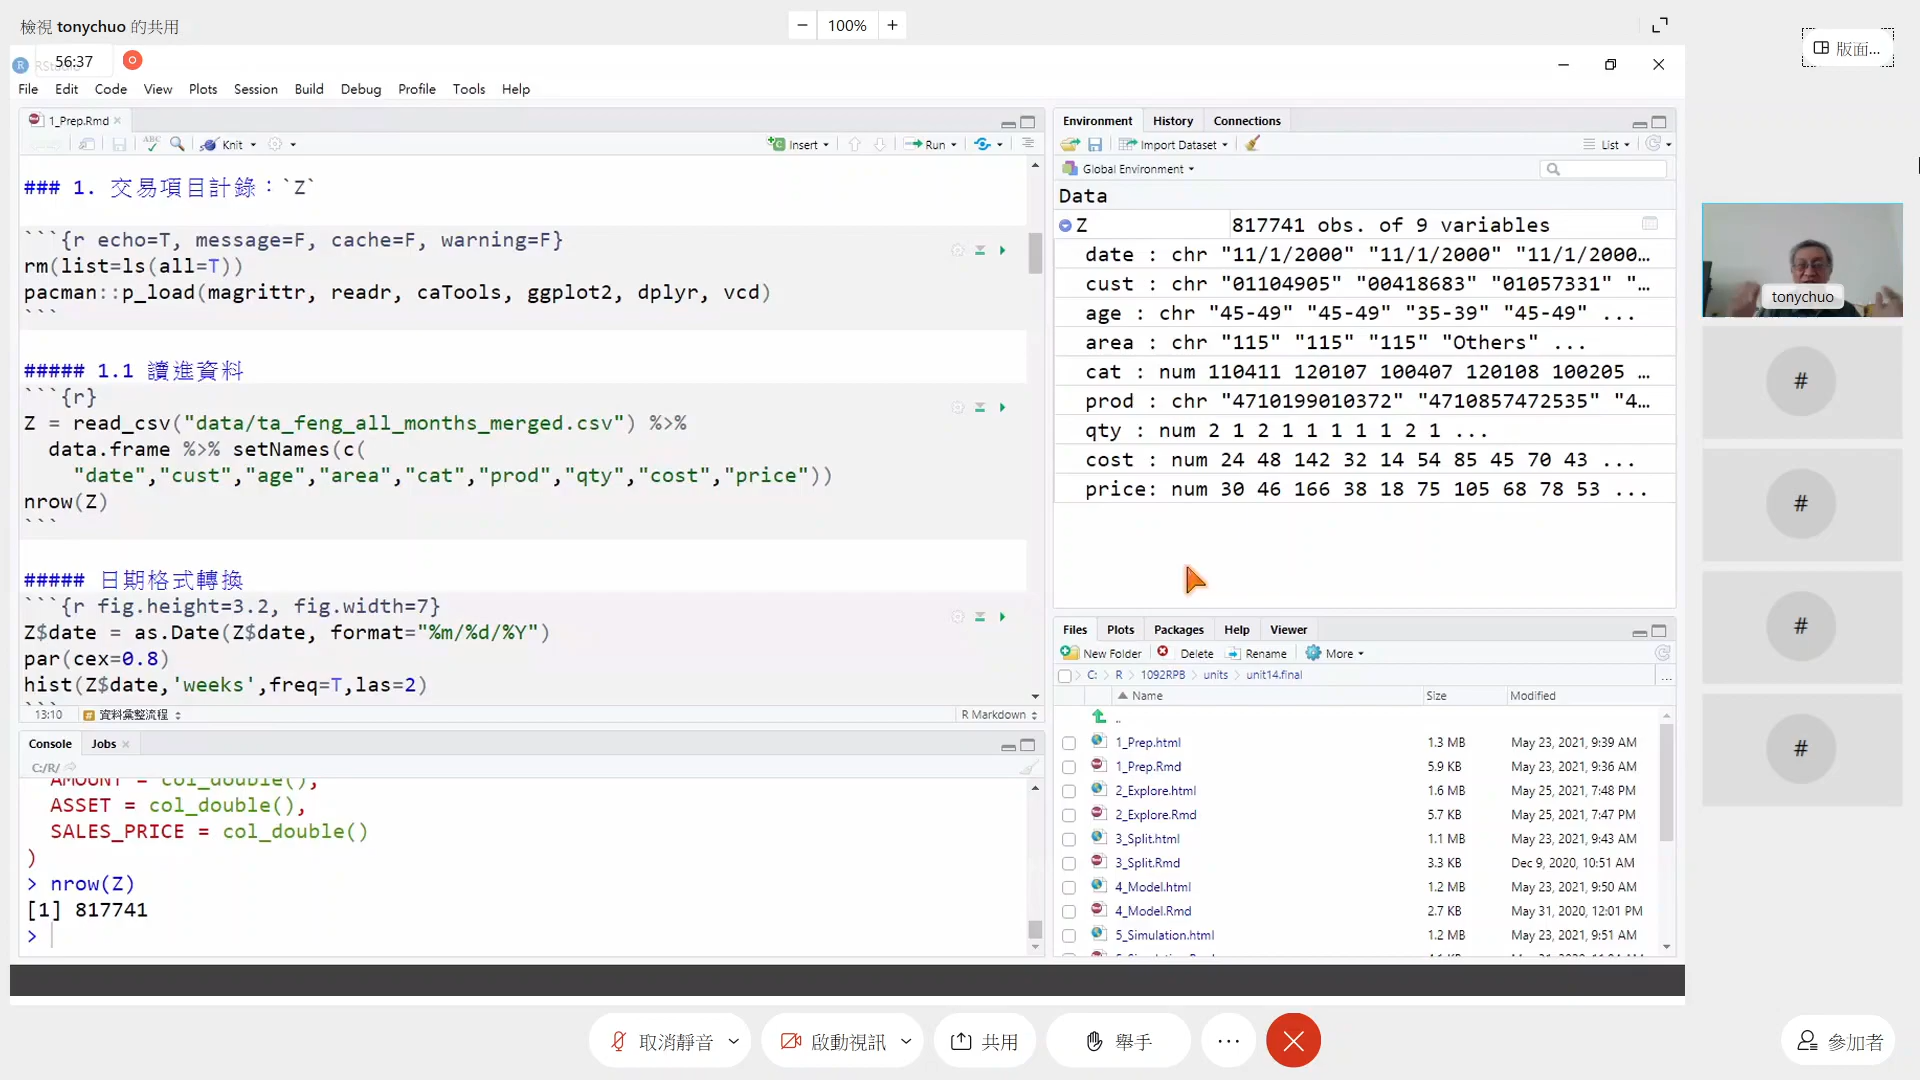 檢視 tonychuo 的共用
100%
版面...
56:37
File Edit Code View Plots Session Build Debug Profile Tools Help
1_Prep.Rmd
Knit
Insert
Run
### 1. 交易項目計錄：`Z`
```{r echo=T, message=F, cache=F, warning=F}
rm(list=ls(all=T))
pacman::p_load(magrittr, readr, caTools, ggplot2, dplyr, vcd)
```
##### 1.1 讀進資料
```{r}
Z = read_csv("data/ta_feng_all_months_merged.csv") %>%
data.frame %>% setNames(c(
"date","cust","age","area","cat","prod","qty","cost","price"))
nrow(Z)
```
##### 日期格式轉換
```{r fig.height=3.2, fig.width=7}
Z$date = as.Date(Z$date, format="%m/%d/%Y")
par(cex=0.8)
hist(Z$date,'weeks',freq=T,las=2)
13:10 資料彙整流程 R Markdown
Console Jobs
C:/R/
AMOUNT = col_double(),
ASSET = col_double(),
SALES_PRICE = col_double()
)
> nrow(Z)
[1] 817741
>
Environment History Connections
Import Dataset
List
Global Environment
Data
Z 817741 obs. of 9 variables
date : chr "11/1/2000" "11/1/2000" "11/1/2000…
cust : chr "01104905" "00418683" "01057331" "…
age : chr "45-49" "45-49" "35-39" "45-49" ...
area : chr "115" "115" "115" "Others" ...
cat : num 110411 120107 100407 120108 100205 …
prod : chr "4710199010372" "4710857472535" "4…
qty : num 2 1 2 1 1 1 1 1 2 1 ...
cost : num 24 48 142 32 14 54 85 45 70 43 ...
price: num 30 46 166 38 18 75 105 68 78 53 ...
Files Plots Packages Help Viewer
New Folder Delete Rename More
C: R 1092RPB units unit14.final ...
Name Size Modified
..
1_Prep.html 1.3 MB May 23, 2021, 9:39 AM
1_Prep.Rmd 5.9 KB May 23, 2021, 9:36 AM
2_Explore.html 1.6 MB May 25, 2021, 7:48 PM
2_Explore.Rmd 5.7 KB May 25, 2021, 7:47 PM
3_Split.html 1.1 MB May 23, 2021, 9:43 AM
3_Split.Rmd 3.3 KB Dec 9, 2020, 10:51 AM
4_Model.html 1.2 MB May 23, 2021, 9:50 AM
4_Model.Rmd 2.7 KB May 31, 2020, 12:01 PM
5_Simulation.html 1.2 MB May 23, 2021, 9:51 AM
tonychuo
#
#
#
#
取消靜音 啟動視訊 共用 舉手 ... 參加者